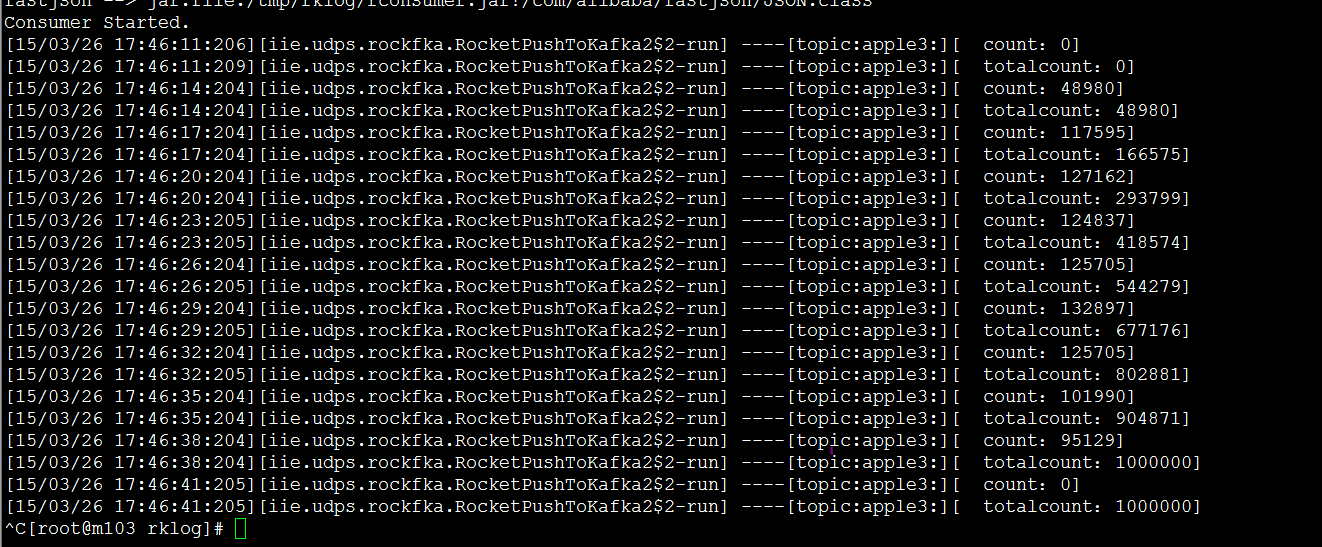 fastjson --> jar:file:/tmp/rklog/rconsumer.jar!/com/alibaba/fastjson/JSON.class
Consumer Started.
[15/03/26 17:46:11:206][iie.udps.rockfka.RocketPushToKafka2$2-run] ----[topic:apple3:][  count：0]
[15/03/26 17:46:11:209][iie.udps.rockfka.RocketPushToKafka2$2-run] ----[topic:apple3:][  totalcount：0]
[15/03/26 17:46:14:204][iie.udps.rockfka.RocketPushToKafka2$2-run] ----[topic:apple3:][  count：48980]
[15/03/26 17:46:14:204][iie.udps.rockfka.RocketPushToKafka2$2-run] ----[topic:apple3:][  totalcount：48980]
[15/03/26 17:46:17:204][iie.udps.rockfka.RocketPushToKafka2$2-run] ----[topic:apple3:][  count：117595]
[15/03/26 17:46:17:204][iie.udps.rockfka.RocketPushToKafka2$2-run] ----[topic:apple3:][  totalcount：166575]
[15/03/26 17:46:20:204][iie.udps.rockfka.RocketPushToKafka2$2-run] ----[topic:apple3:][  count：127162]
[15/03/26 17:46:20:204][iie.udps.rockfka.RocketPushToKafka2$2-run] ----[topic:apple3:][  totalcount：293799]
[15/03/26 17:46:23:205][iie.udps.rockfka.RocketPushToKafka2$2-run] ----[topic:apple3:][  count：124837]
[15/03/26 17:46:23:205][iie.udps.rockfka.RocketPushToKafka2$2-run] ----[topic:apple3:][  totalcount：418574]
[15/03/26 17:46:26:204][iie.udps.rockfka.RocketPushToKafka2$2-run] ----[topic:apple3:][  count：125705]
[15/03/26 17:46:26:205][iie.udps.rockfka.RocketPushToKafka2$2-run] ----[topic:apple3:][  totalcount：544279]
[15/03/26 17:46:29:204][iie.udps.rockfka.RocketPushToKafka2$2-run] ----[topic:apple3:][  count：132897]
[15/03/26 17:46:29:205][iie.udps.rockfka.RocketPushToKafka2$2-run] ----[topic:apple3:][  totalcount：677176]
[15/03/26 17:46:32:204][iie.udps.rockfka.RocketPushToKafka2$2-run] ----[topic:apple3:][  count：125705]
[15/03/26 17:46:32:205][iie.udps.rockfka.RocketPushToKafka2$2-run] ----[topic:apple3:][  totalcount：802881]
[15/03/26 17:46:35:204][iie.udps.rockfka.RocketPushToKafka2$2-run] ----[topic:apple3:][  count：101990]
[15/03/26 17:46:35:204][iie.udps.rockfka.RocketPushToKafka2$2-run] ----[topic:apple3:][  totalcount：904871]
[15/03/26 17:46:38:204][iie.udps.rockfka.RocketPushToKafka2$2-run] ----[topic:apple3:][  count：95129]
[15/03/26 17:46:38:204][iie.udps.rockfka.RocketPushToKafka2$2-run] ----[topic:apple3:][  totalcount：1000000]
[15/03/26 17:46:41:205][iie.udps.rockfka.RocketPushToKafka2$2-run] ----[topic:apple3:][  count：0]
[15/03/26 17:46:41:205][iie.udps.rockfka.RocketPushToKafka2$2-run] ----[topic:apple3:][  totalcount：1000000]
^C[root@m103 rklog]#